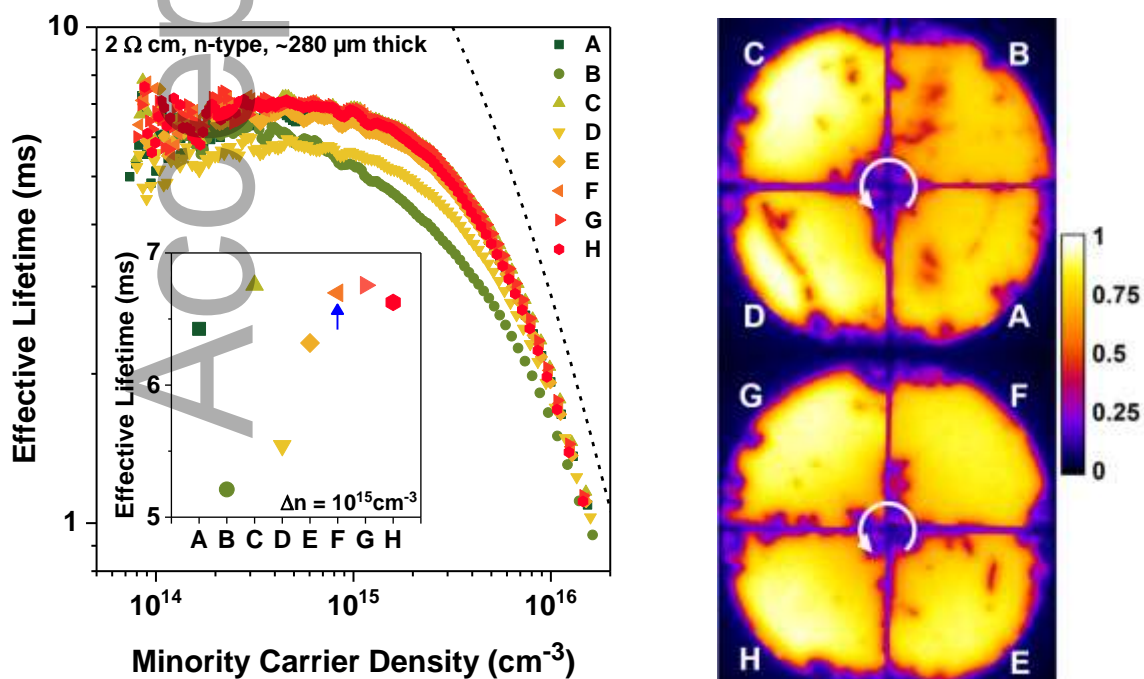 10
2 Ω cm, n-type, ~280 µm thick
A
B
C
D
E
F
G
H
Effective Lifetime (ms)
1
7
6
5
Effective Lifetime (ms)
Δn = 10¹⁵cm⁻³
A B C D E F G H
10¹⁴ 10¹⁵ 10¹⁶
Minority Carrier Density (cm⁻³)
Accep
C B
D A
G F
H E
1
0.75
0.5
0.25
0